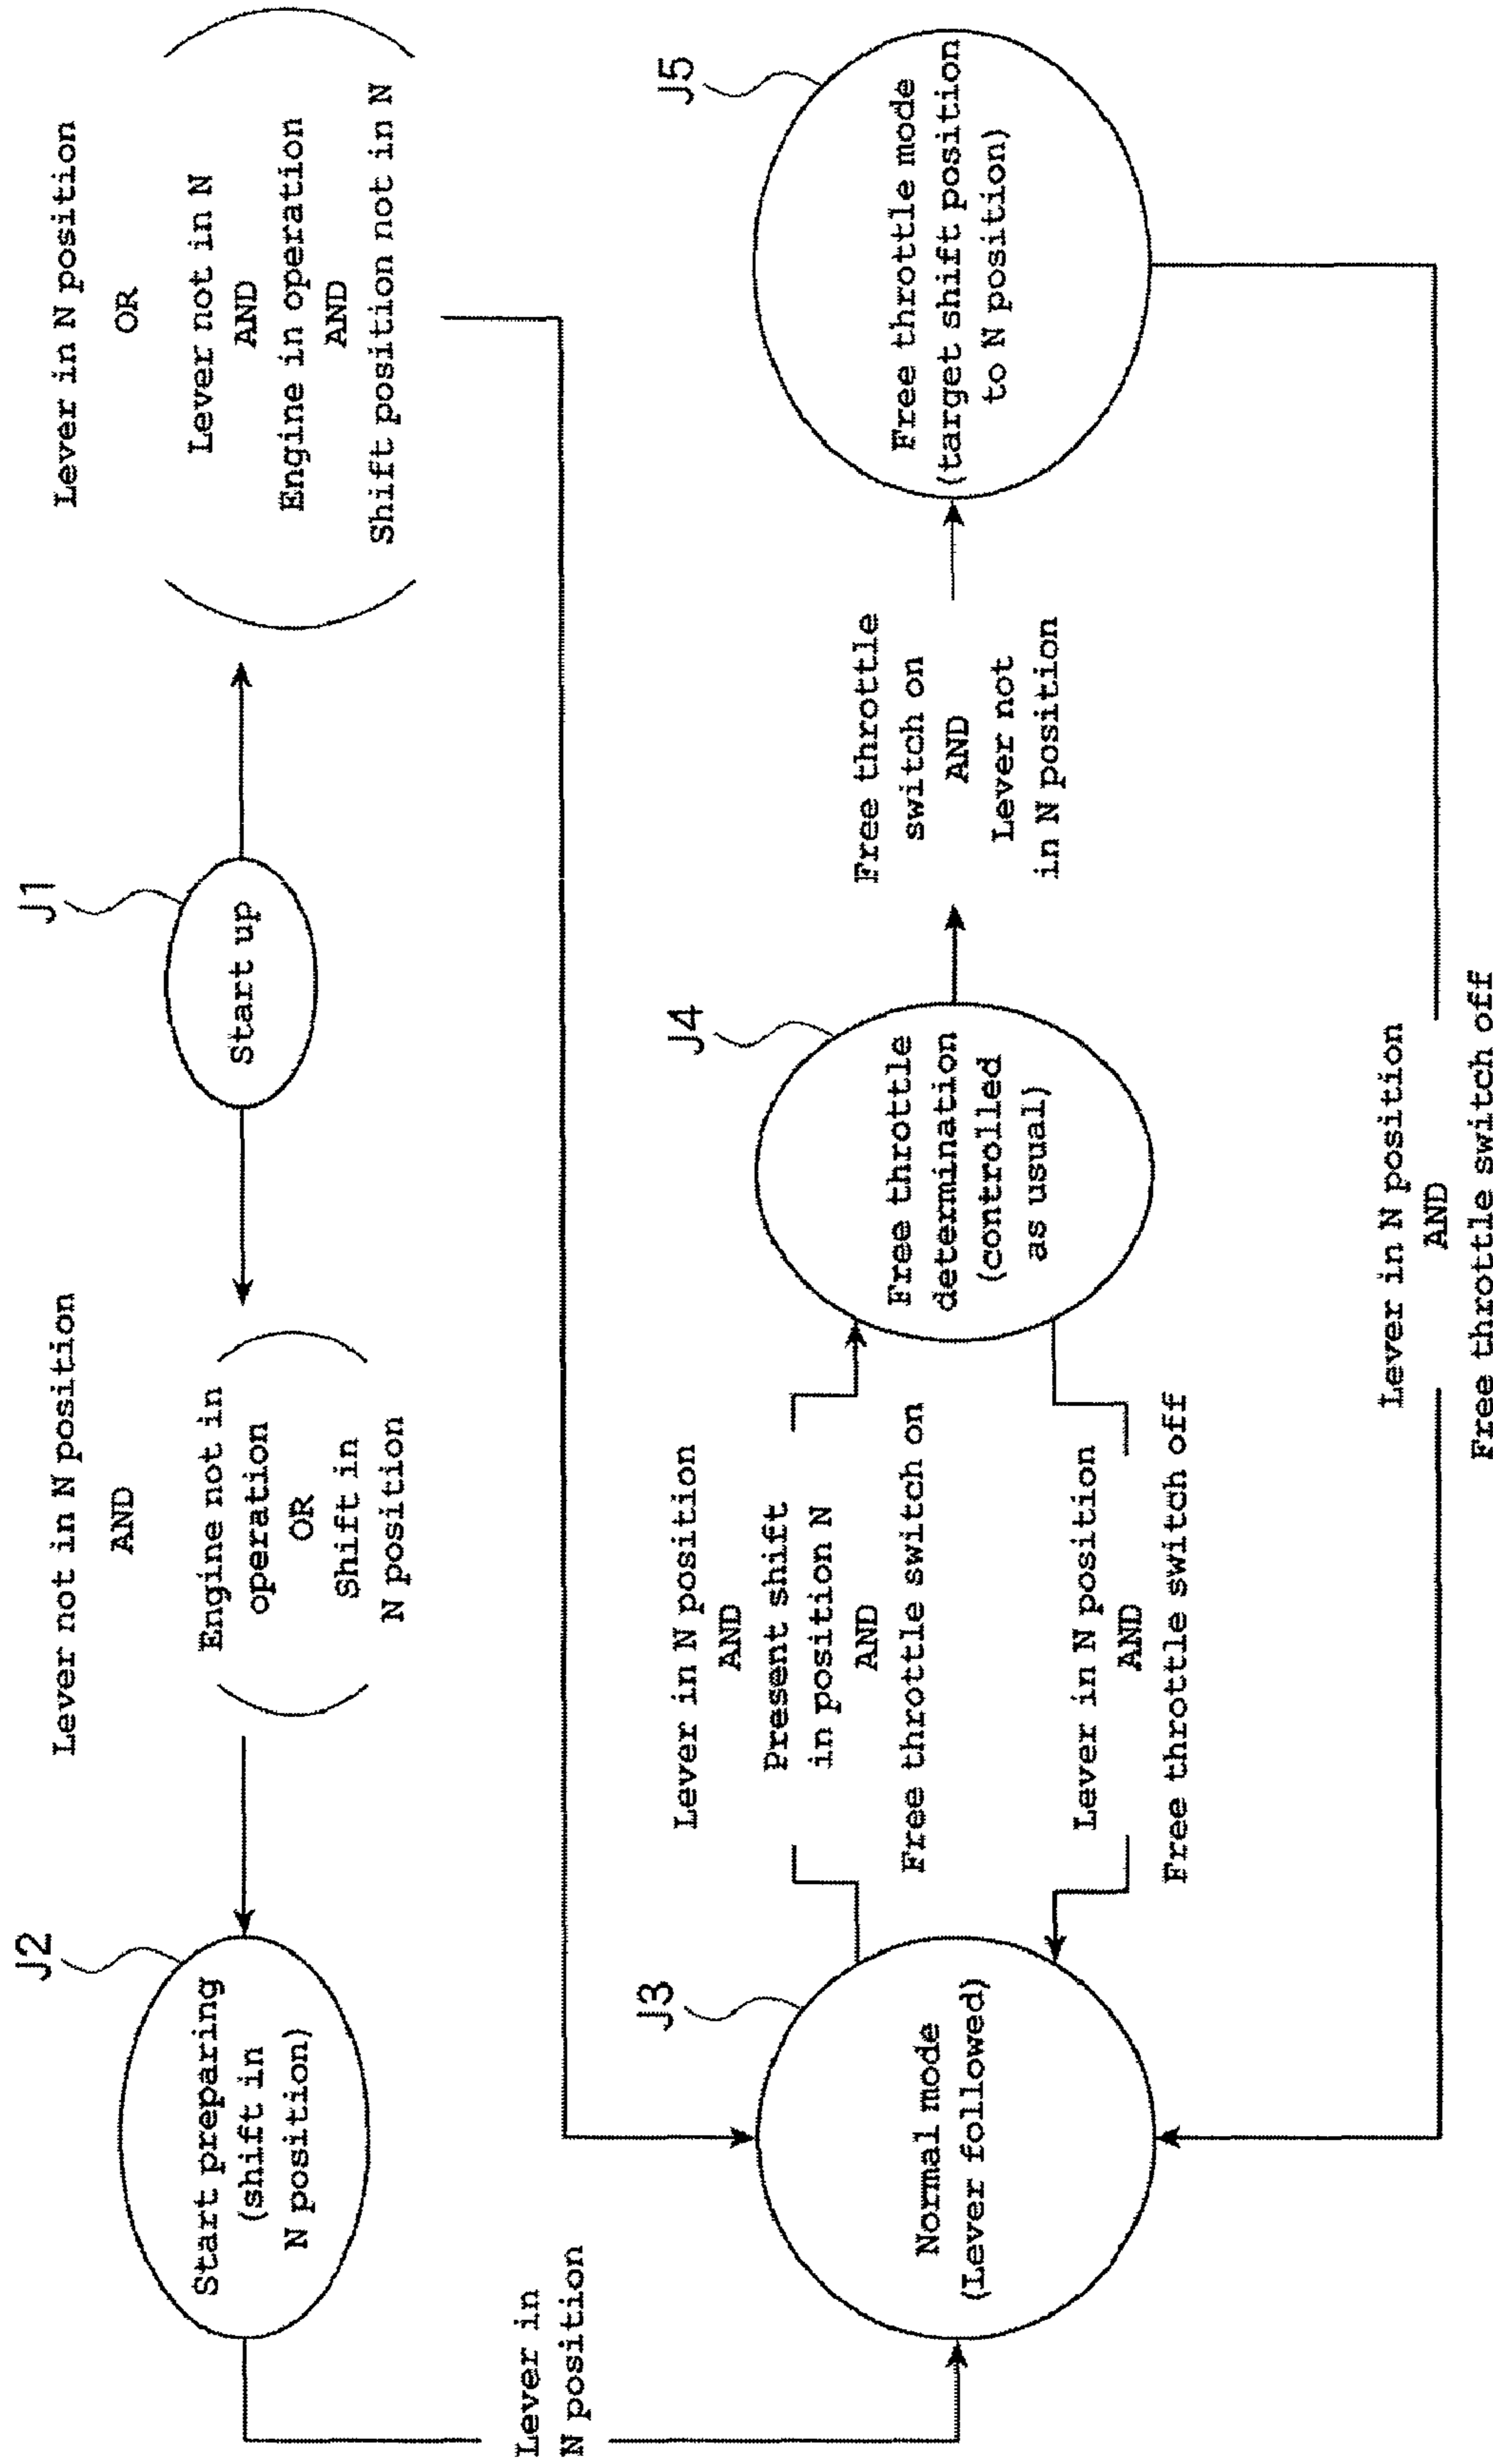 J1
Start up
Lever not in N position
AND
Engine not in
operation
OR
Shift in
N position
Lever in N position
OR
Lever not in N
AND
Engine in operation
AND
Shift position not in N
J2
Start preparing
(shift in
N position)
Lever in
N position
J3
Normal mode
(Lever followed)
Lever in N position
AND
Present shift
in position N
AND
Free throttle switch on
Lever in N position
AND
Free throttle switch off
J4
Free throttle
determination
(controlled
as usual)
Free throttle
switch on
AND
Lever not
in N position
J5
Free throttle mode
(target shift position
to N position)
Lever in N position
AND
Free throttle switch off